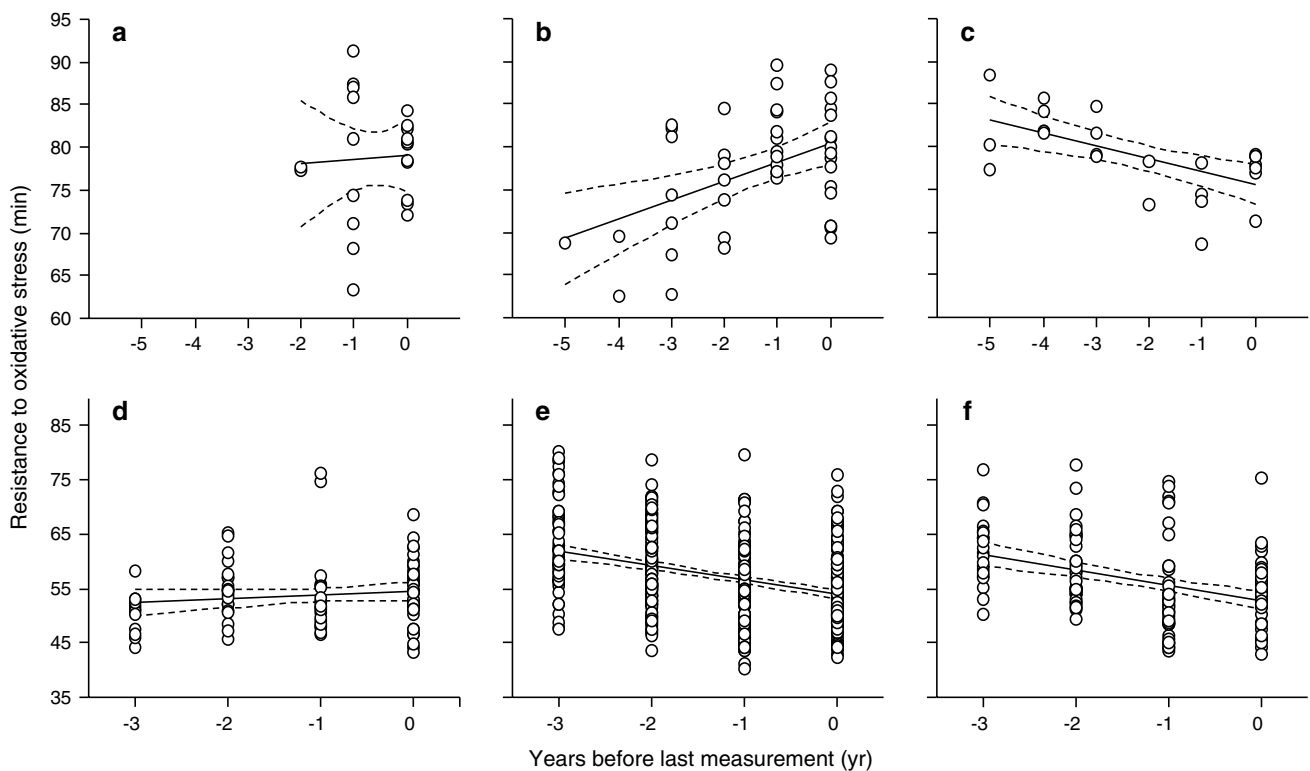 Resistance to oxidative stress (min)
a
95
90
85
80
75
70
65
60
-5 -4 -3 -2 -1 0
b
-5 -4 -3 -2 -1 0
c
-5 -4 -3 -2 -1 0
d
85
75
65
55
45
35
-3 -2 -1 0
e
-3 -2 -1 0
f
-3 -2 -1 0
Years before last measurement (yr)